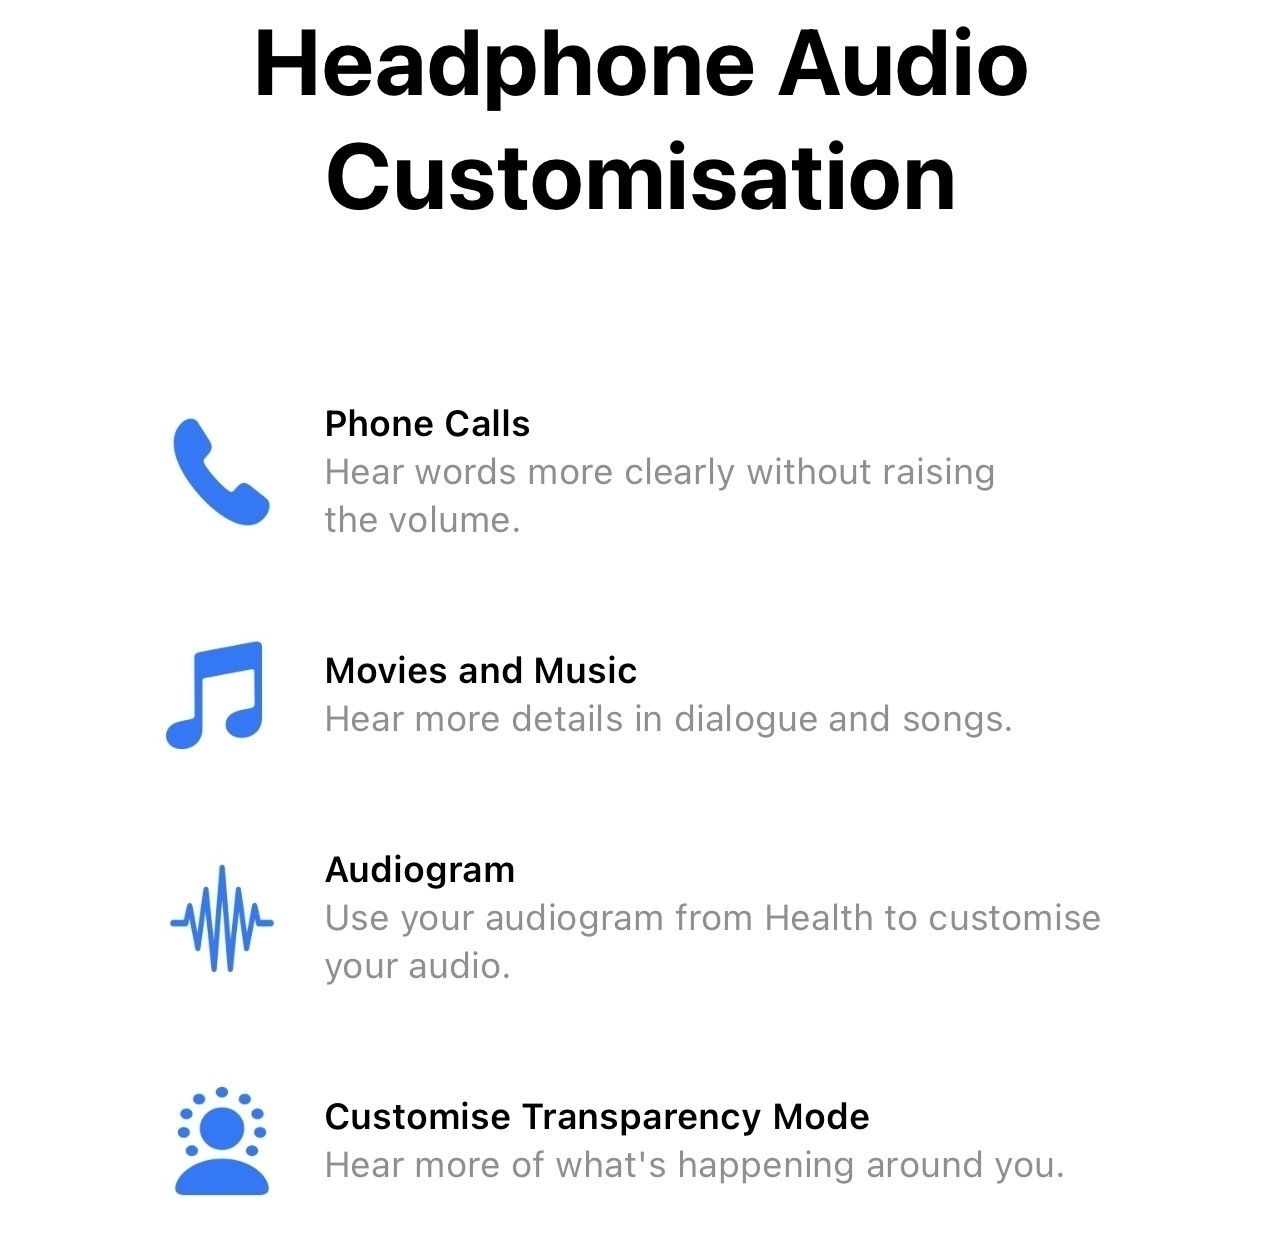 Headphone Audio
Customisation
Phone Calls
Hear words more clearly without raising
the volume.
Movies and Music
Hear more details in dialogue and songs.
Audiogram
Use your audiogram from Health to customise
your audio.
Customise Transparency Mode
Hear more of what's happening around you.